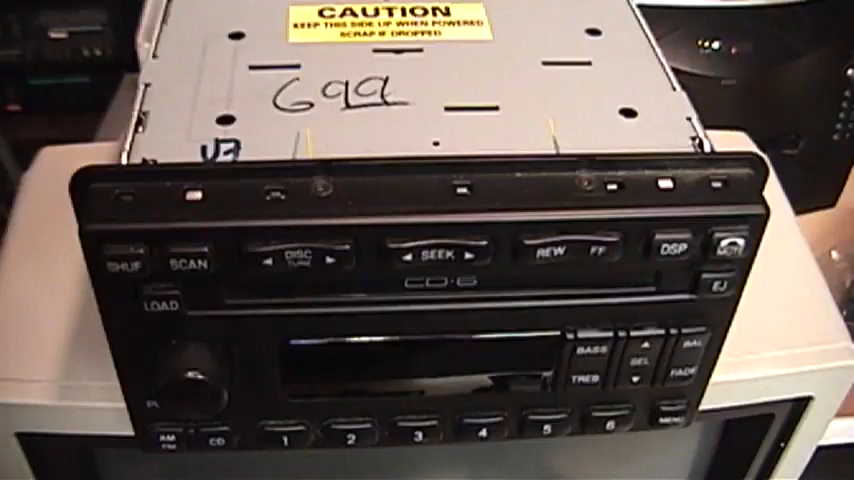 CAUTION
KEEP THIS SIDE UP WHEN POWERED
SCRAP IF DROPPED
699
SHUF SCAN DISC TUNE SEEK REW FF DSP MUTE
CD·6 EJ
LOAD
BASS SEL BAL
TREB FADE
AM FM CD 1 2 3 4 5 6 MENU